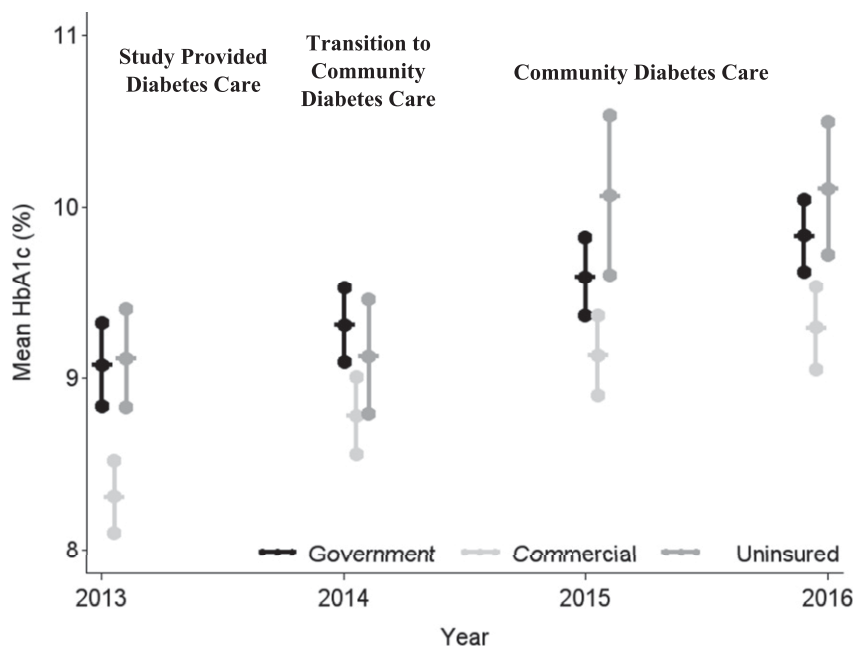 11
Study Provided
Diabetes Care
Transition to
Community
Diabetes Care
Community Diabetes Care
10
9
8
Mean HbA1c (%)
Government Commercial Uninsured
2013 2014 2015 2016
Year